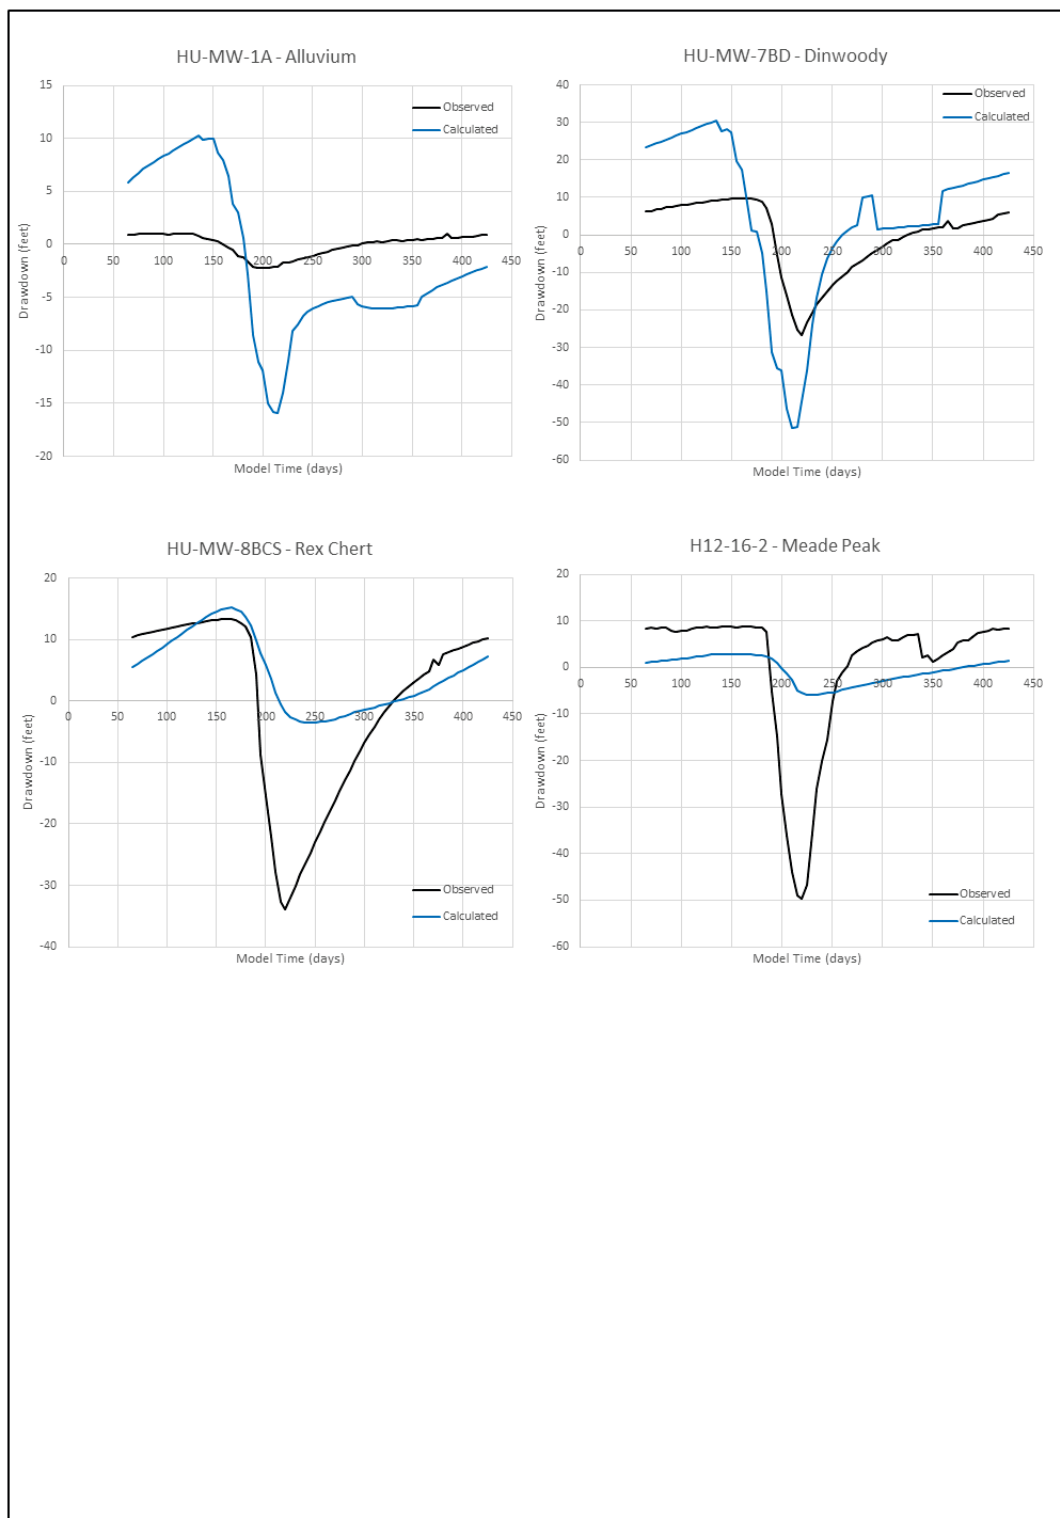 HU-MW-1A - Alluvium
15
10
5
0
-5
-10
-15
-20
0 50 100 150 200 250 300 350 400 450
Drawdown (feet)
Model Time (days)
Observed
Calculated
HU-MW-7BD - Dinwoody
40
30
20
10
0
-10
-20
-30
-40
-50
-60
0 50 100 150 200 250 300 350 400 450
Drawdown (feet)
Model Time (days)
Observed
Calculated
HU-MW-8BCS - Rex Chert
20
10
0
-10
-20
-30
-40
0 50 100 150 200 250 300 350 400 450
Drawdown (feet)
Model Time (days)
Observed
Calculated
H12-16-2 - Meade Peak
20
10
0
-10
-20
-30
-40
-50
-60
0 50 100 150 200 250 300 350 400 450
Drawdown (feet)
Model Time (days)
Observed
Calculated